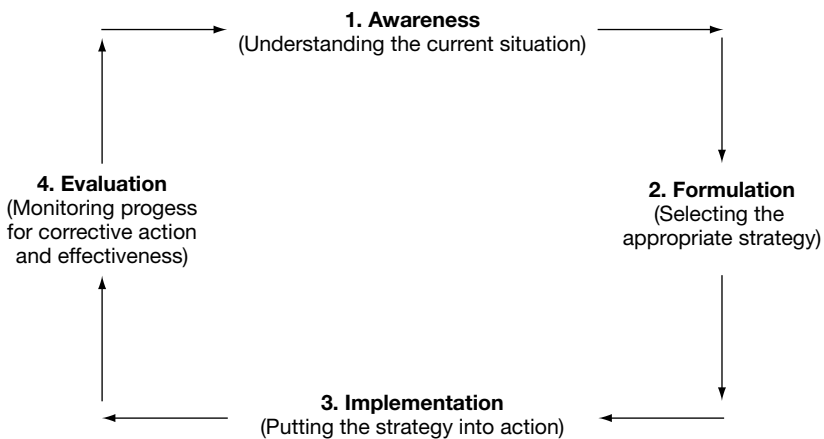 1. Awareness
(Understanding the current situation)
2. Formulation
(Selecting the
appropriate strategy)
3. Implementation
(Putting the strategy into action)
4. Evaluation
(Monitoring progess
for corrective action
and effectiveness)